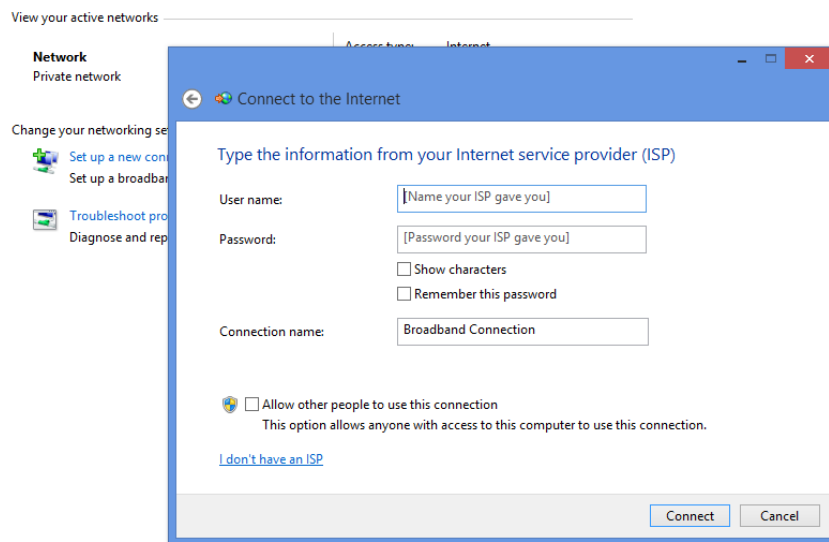 View your active networks
Network
Private network
Access type: Internet
Connect to the Internet
Change your networking se
Set up a new conn
Set up a broadban
Troubleshoot pro
Diagnose and rep
Type the information from your Internet service provider (ISP)
User name: [Name your ISP gave you]
Password: [Password your ISP gave you]
Show characters
Remember this password
Connection name: Broadband Connection
Allow other people to use this connection
This option allows anyone with access to this computer to use this connection.
I don't have an ISP
Connect Cancel